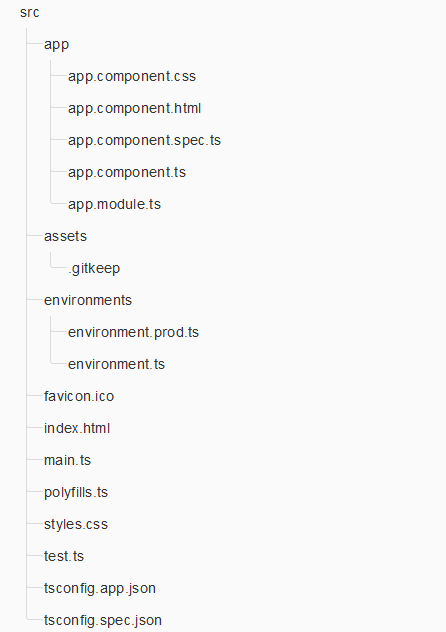 src
app
app.component.css
app.component.html
app.component.spec.ts
app.component.ts
app.module.ts
assets
.gitkeep
environments
environment.prod.ts
environment.ts
favicon.ico
index.html
main.ts
polyfills.ts
styles.css
test.ts
tsconfig.app.json
tsconfig.spec.json